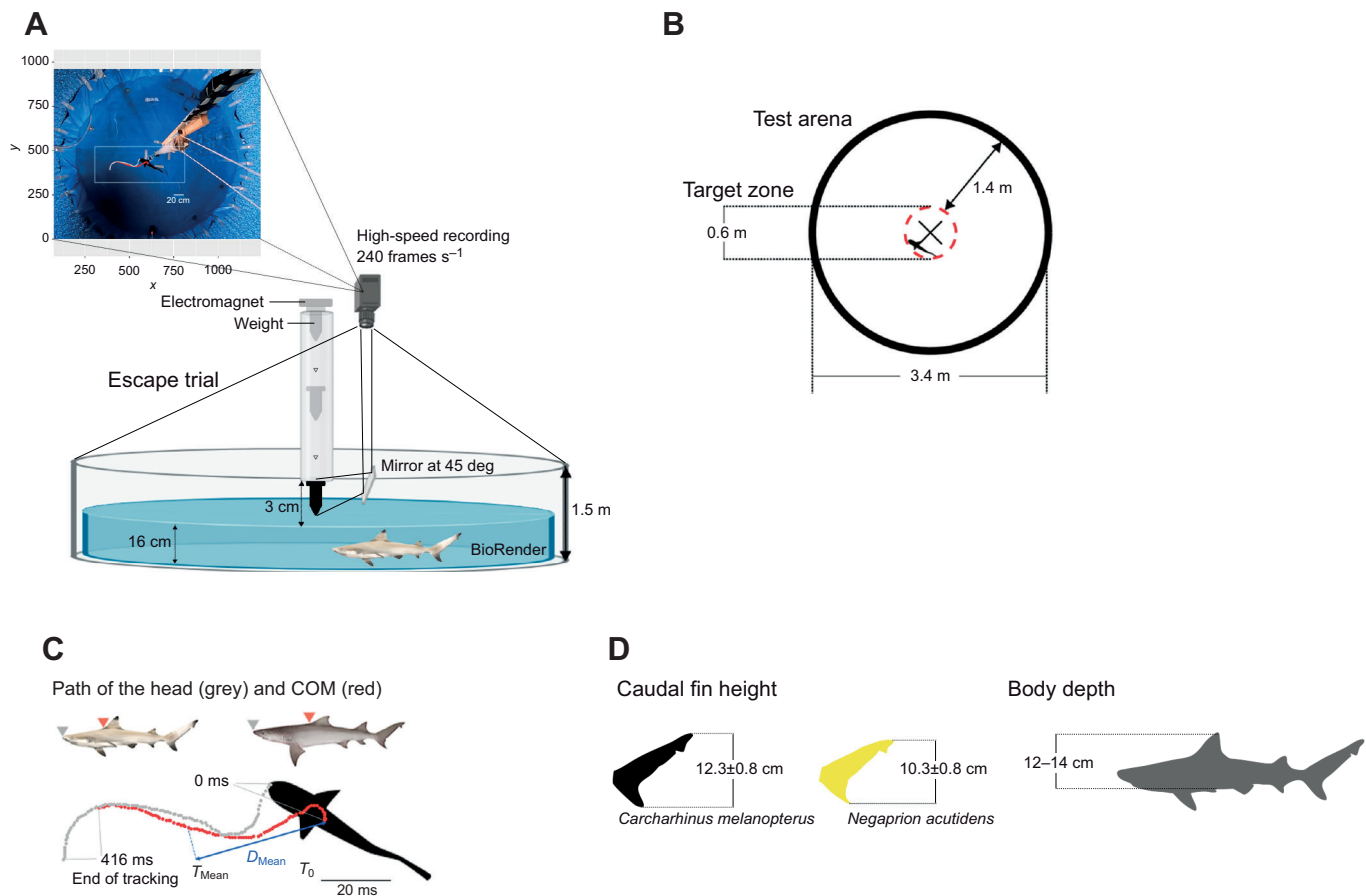 A
1000
750
y
500
250
0
20 cm
250
500
750
1000
x
High-speed recording
240 frames s–1
Electromagnet
Weight
Escape trial
Mirror at 45 deg
3 cm
1.5 m
16 cm
BioRender
B
Test arena
Target zone
1.4 m
0.6 m
3.4 m
C
Path of the head (grey) and COM (red)
0 ms
416 ms
End of tracking
TMean
DMean
T0
20 ms
D
Caudal fin height
Body depth
12.3±0.8 cm
10.3±0.8 cm
12–14 cm
Carcharhinus melanopterus
Negaprion acutidens